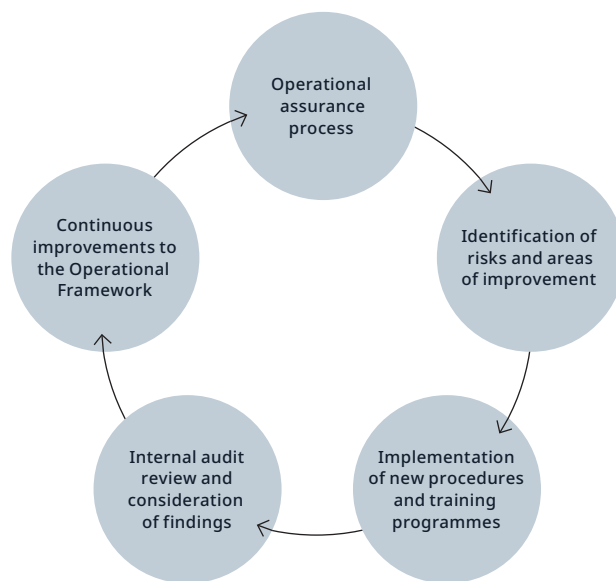 Operational
assurance
process
Identification of
risks and areas
of improvement
Implementation
of new procedures
and training
programmes
Internal audit
review and
consideration
of findings
Continuous
improvements to
the Operational
Framework